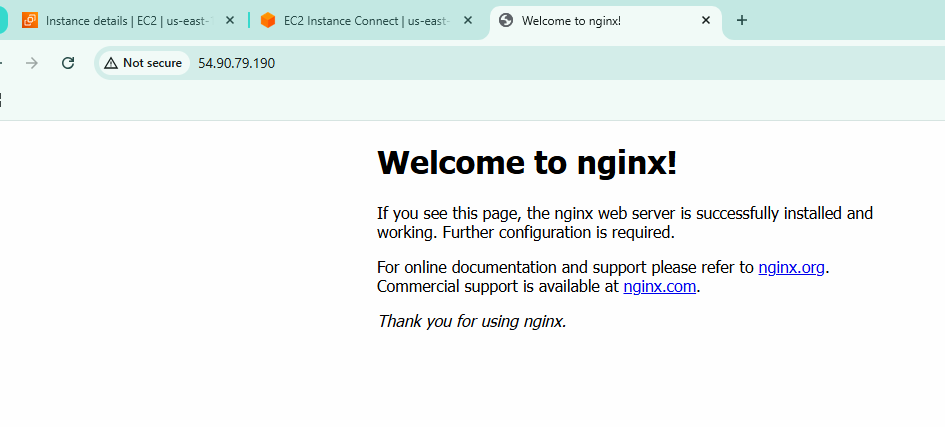 Instance details | EC2 | us-east-
EC2 Instance Connect | us-east-
Welcome to nginx!
Not secure 54.90.79.190
Welcome to nginx!
If you see this page, the nginx web server is successfully installed and
working. Further configuration is required.
For online documentation and support please refer to nginx.org.
Commercial support is available at nginx.com.
Thank you for using nginx.